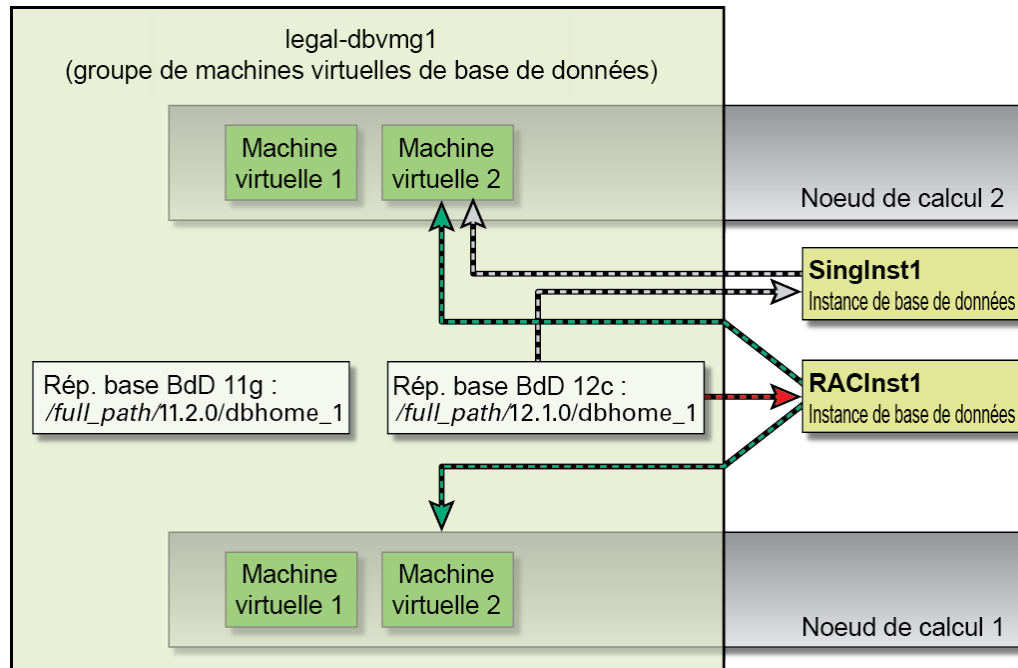 legal-dbvmg1
(groupe de machines virtuelles de base de données)
Machine
virtuelle 1
Machine
virtuelle 2
Noeud de calcul 2
SingInst1
Instance de base de données
Rép. base BdD 11g :
/full_path/11.2.0/dbhome_1
Rép. base BdD 12c :
/full_path/12.1.0/dbhome_1
RACInst1
Instance de base de données
Machine
virtuelle 1
Machine
virtuelle 2
Noeud de calcul 1